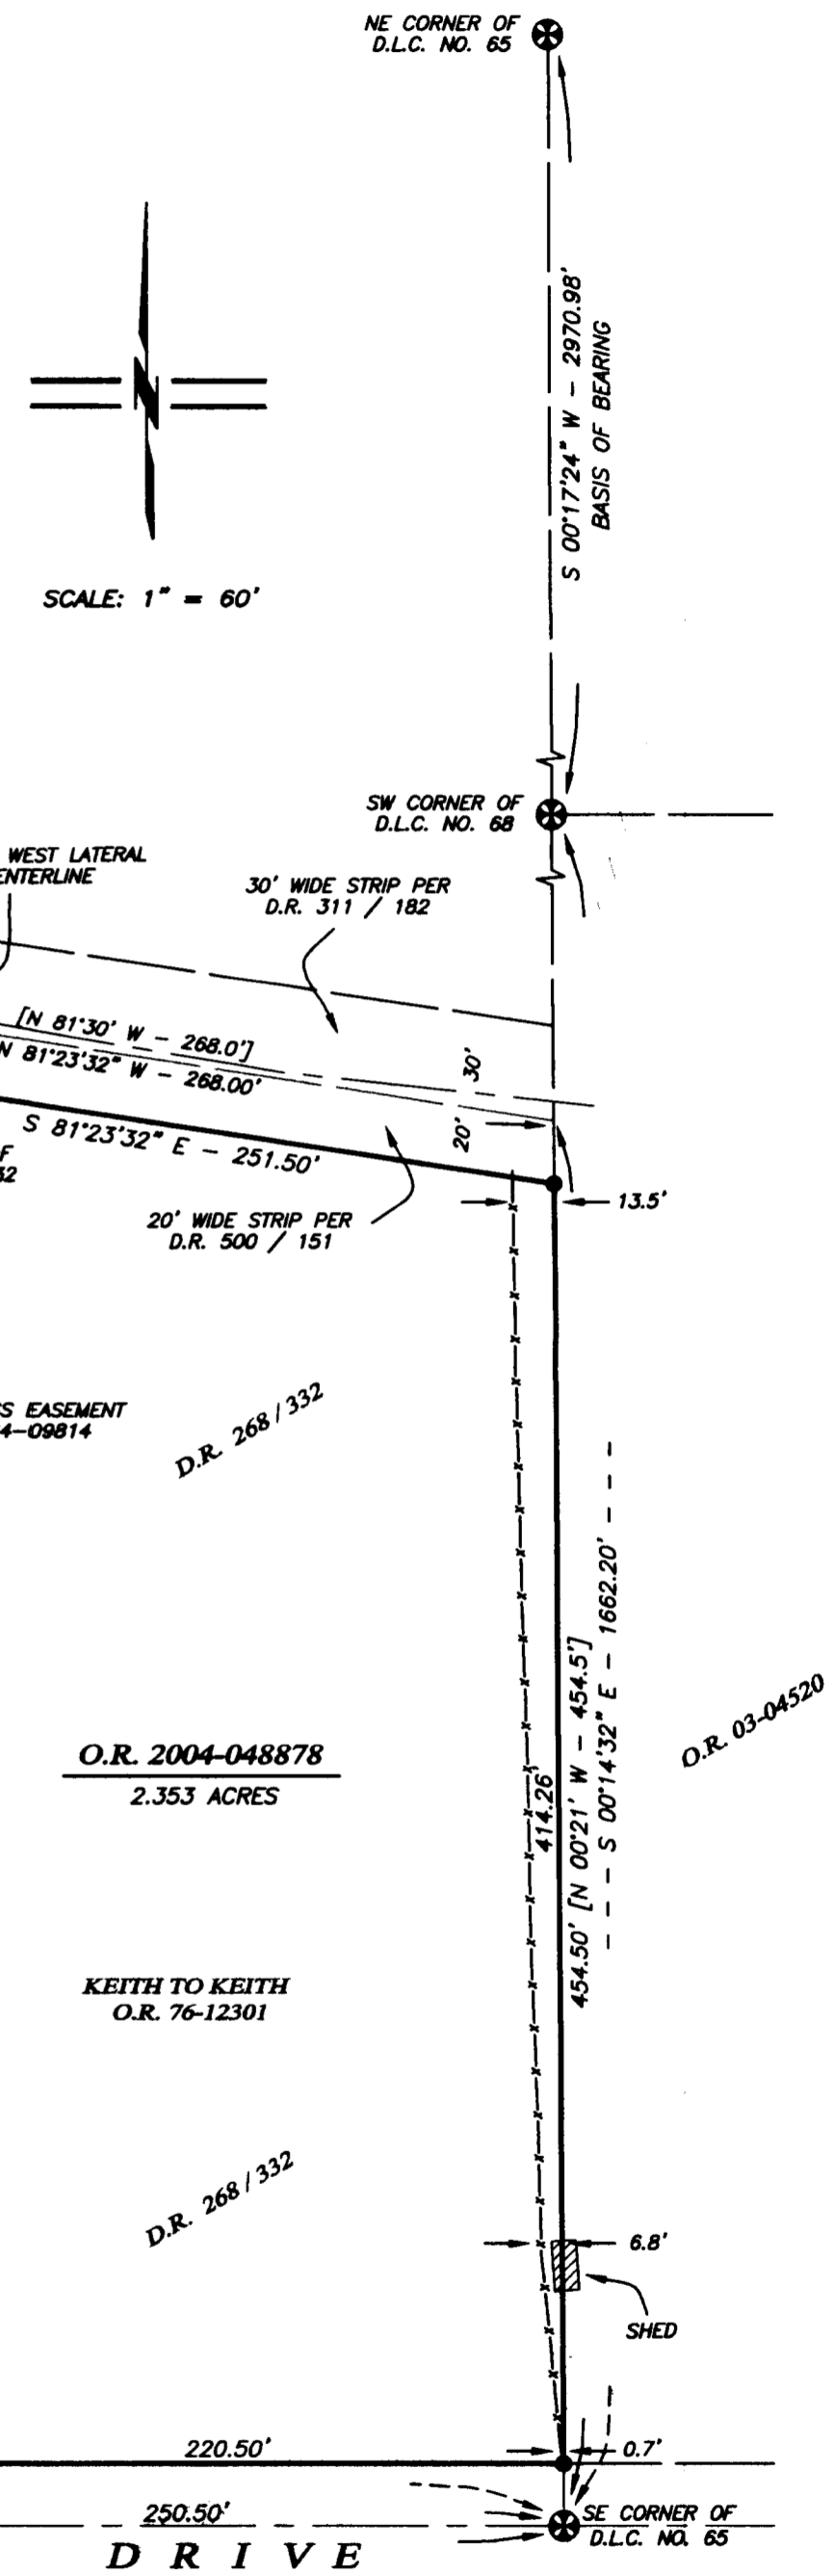 NE CORNER OF
D.L.C. NO. 65
S 00°17'24" W - 2970.98'
BASIS OF BEARING
N
SCALE: 1" = 60'
SW CORNER OF
D.L.C. NO. 68
WEST LATERAL
ENTERLINE
30' WIDE STRIP PER
D.R. 311 / 182
[N 81°30' W - 268.0']
N 81°23'32" W - 268.00'
30'
20'
S 81°23'32" E - 251.50'
F
32
13.5'
20' WIDE STRIP PER
D.R. 500 / 151
SS EASEMENT
4-09814
D.R. 268 / 332
454.50' [N 00°21' W - 454.5']
- - - S 00°14'32" E - 1662.20' - - -
414.26'
O.R. 03-04520
O.R. 2004-048878
2.353 ACRES
KEITH TO KEITH
O.R. 76-12301
D.R. 268 / 332
6.8'
SHED
220.50'
0.7'
250.50'
SE CORNER OF
D.L.C. NO. 65
DRIVE